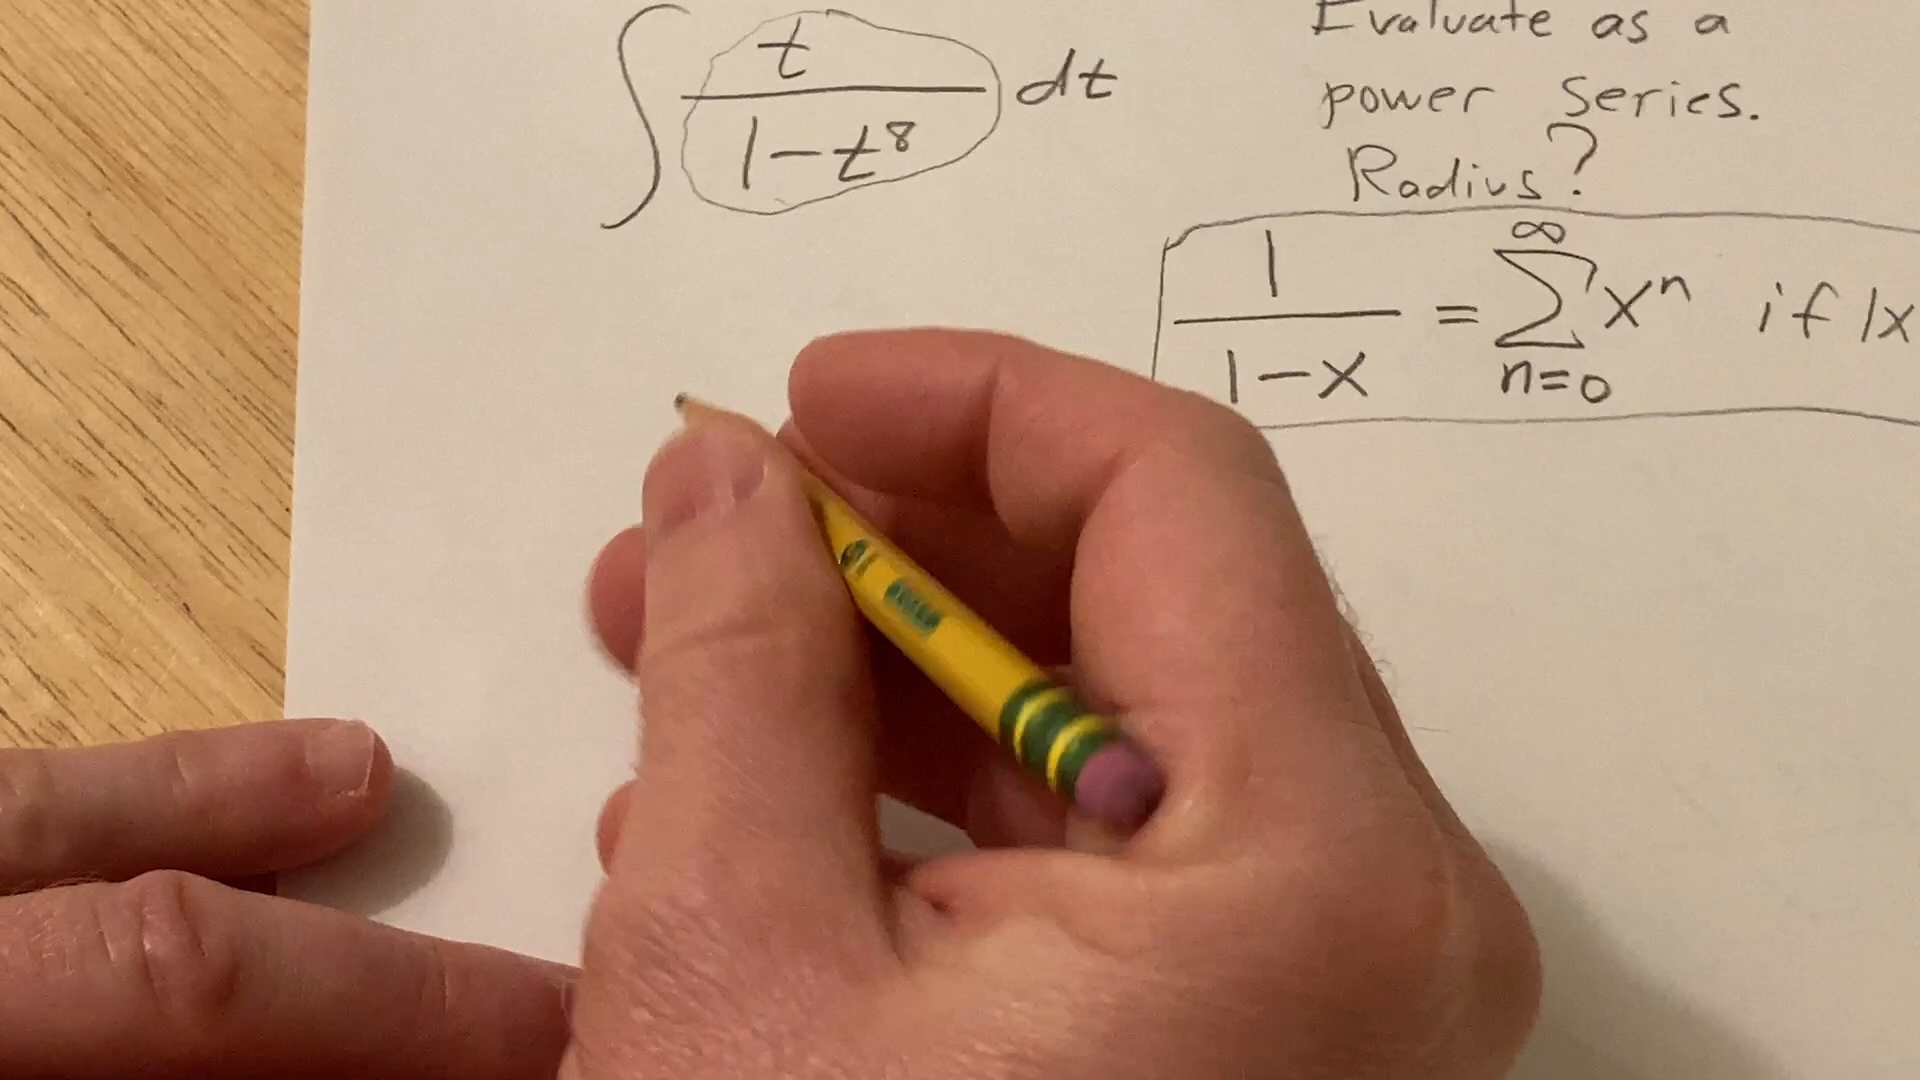 ∫ t/(1-t⁸) dt
Evaluate as a
power series.
Radius?
1/(1-x) = ∞ Σ n=0 xⁿ if |x